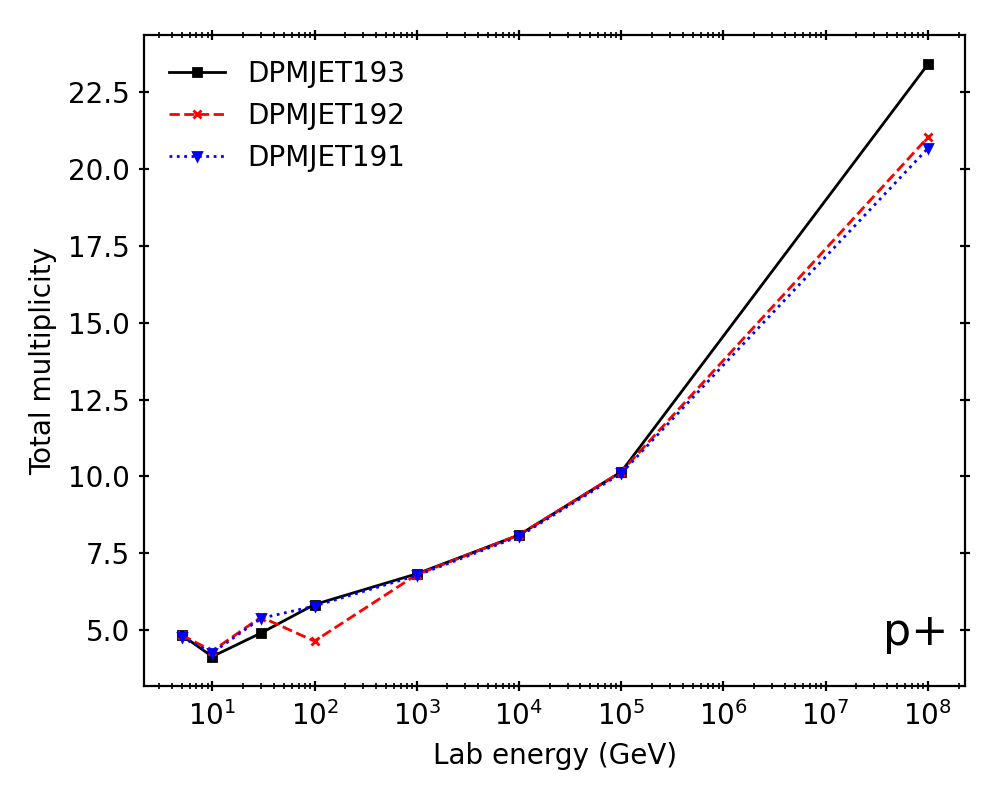 DPMJET193
DPMJET192
DPMJET191
22.5
20.0
17.5
15.0
12.5
10.0
7.5
5.0
Total multiplicity
p+
10¹ 10² 10³ 10⁴ 10⁵ 10⁶ 10⁷ 10⁸
Lab energy (GeV)